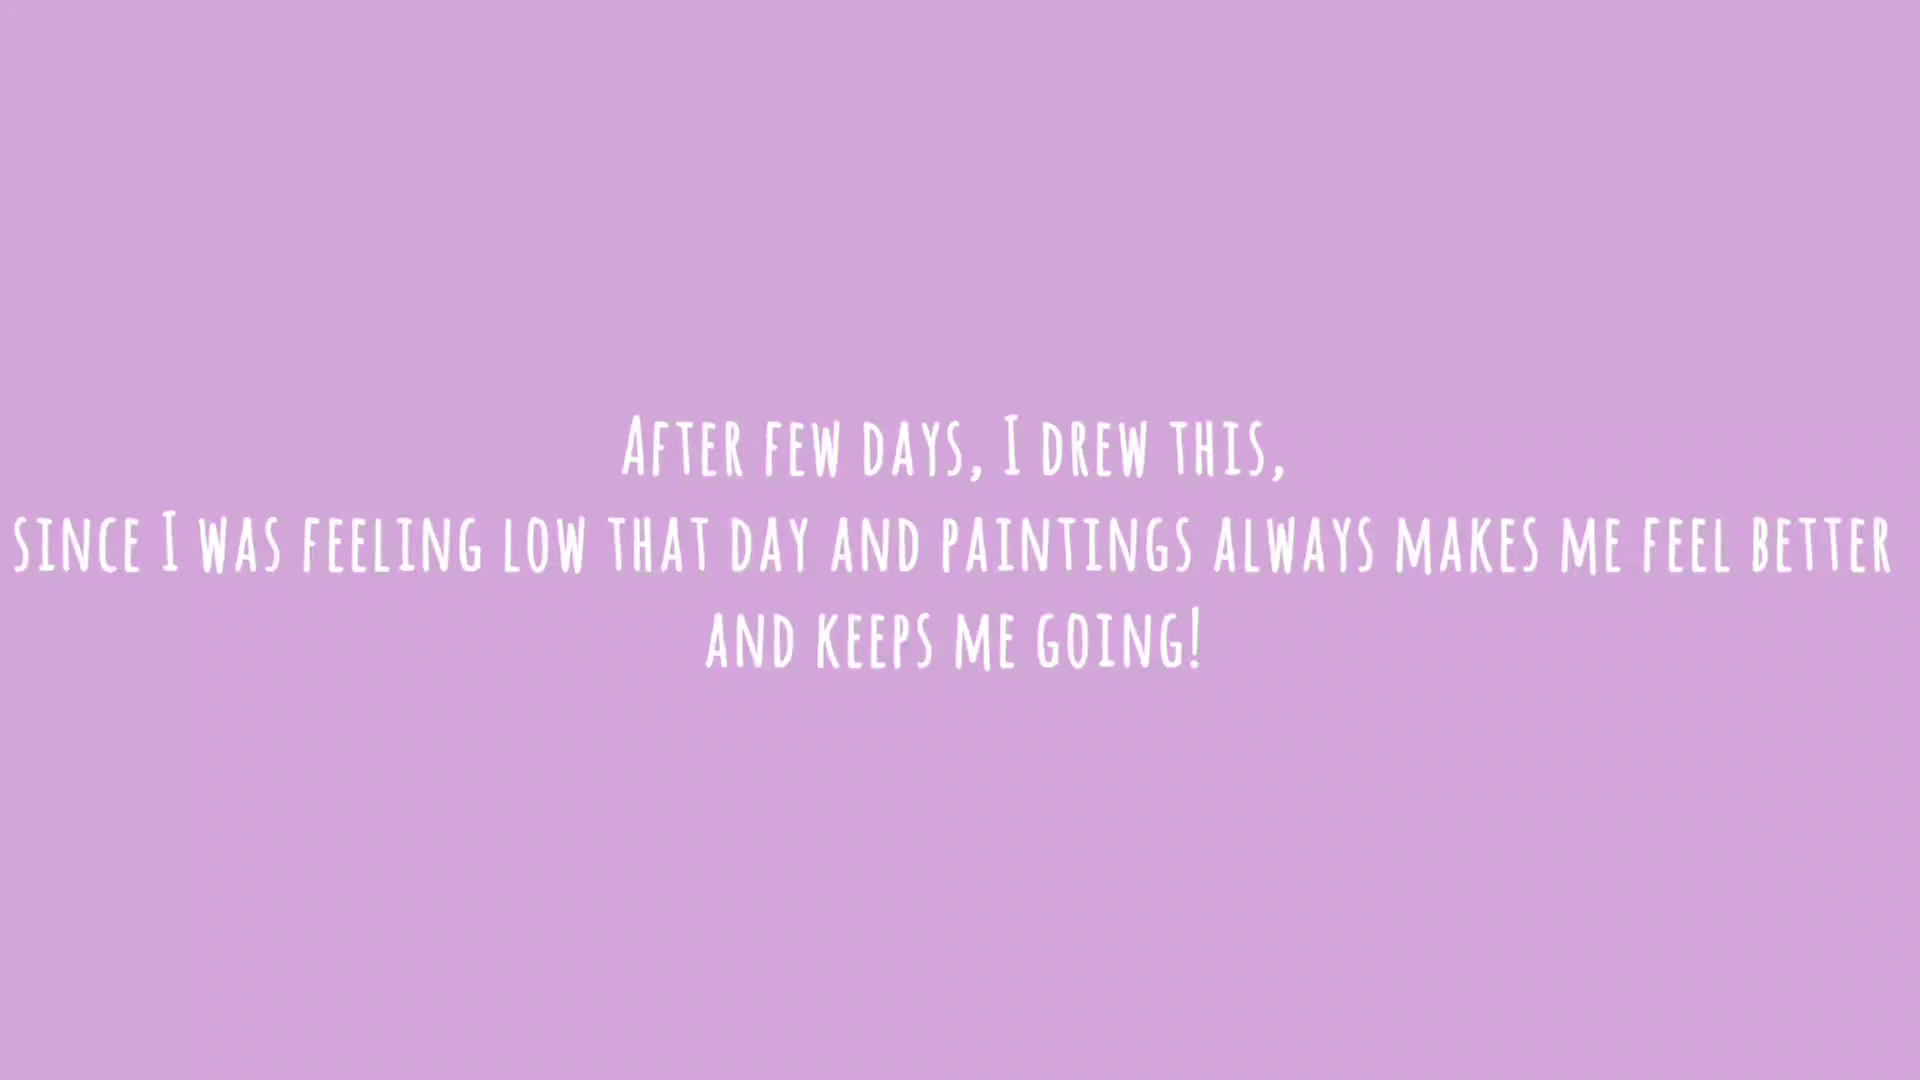 After few days, I drew this,
since I was feeling low that day and paintings always makes me feel better
and keeps me going!